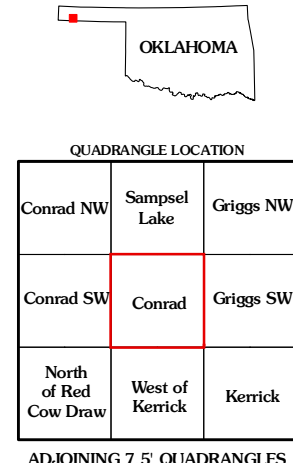 OKLAHOMA
QUADRANGLE LOCATION
Conrad NW
Sampsel
Lake
Griggs NW
Conrad SW
Conrad
Griggs SW
North
of Red
Cow Draw
West of
Kerrick
Kerrick
ADJOINING 7.5' QUADRANGLES